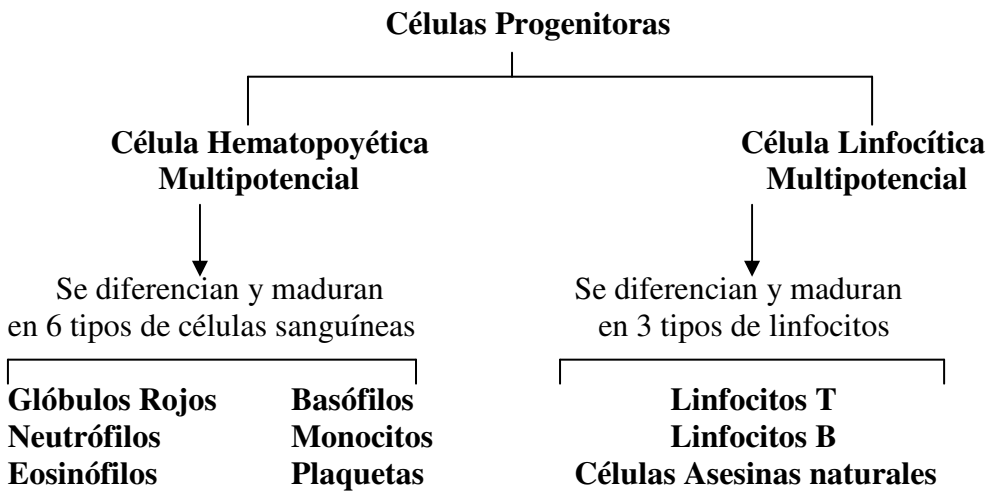 Células Progenitoras
Célula Hematopoyética
Multipotencial
Célula Linfocítica
Multipotencial
Se diferencian y maduran
en 6 tipos de células sanguíneas
Se diferencian y maduran
en 3 tipos de linfocitos
Glóbulos Rojos
Neutrófilos
Eosinófilos
Basófilos
Monocitos
Plaquetas
Linfocitos T
Linfocitos B
Células Asesinas naturales